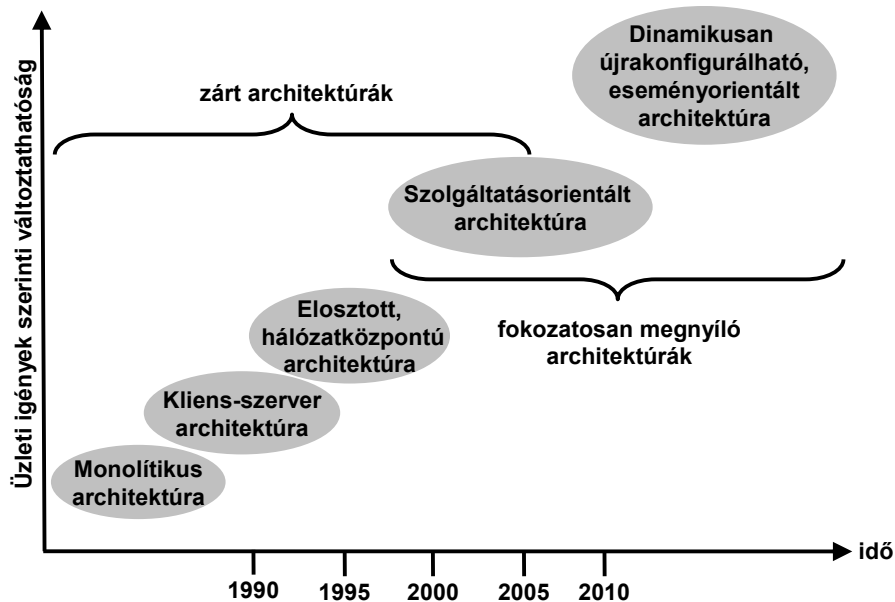 Üzleti igények szerinti változtathatóság
Dinamikusan
újrakonfigurálható,
eseményorientált
architektúra
zárt architektúrák
Szolgáltatásorientált
architektúra
Elosztott,
hálózatközpontú
architektúra
fokozatosan megnyíló
architektúrák
Kliens-szerver
architektúra
Monolítikus
architektúra
idő
1990
1995
2000
2005
2010